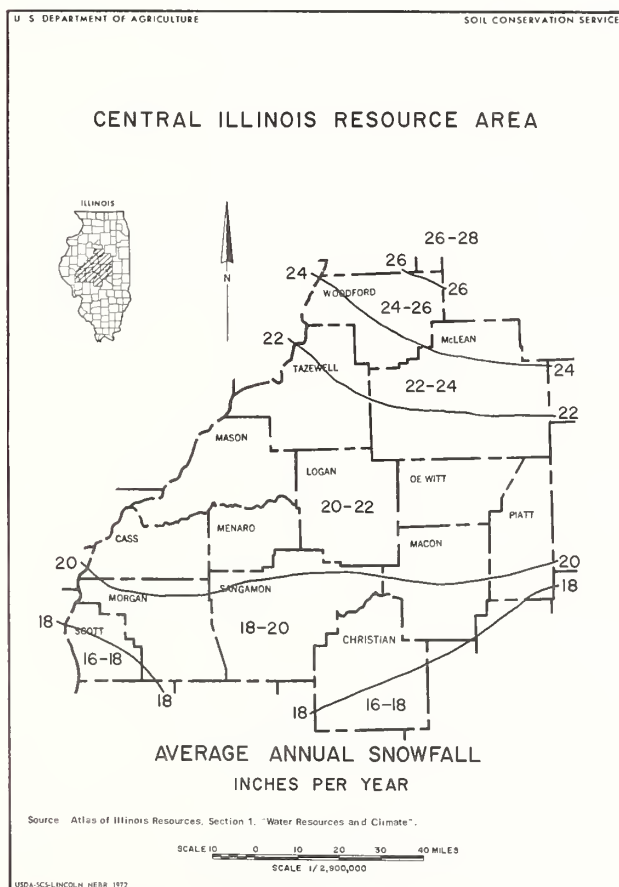 U S DEPARTMENT OF AGRICULTURE SOIL CONSERVATION SERVICE
CENTRAL ILLINOIS RESOURCE AREA
ILLINOIS
N
26-28
24 26
WOODFORD 26
24-26
22 McLEAN
TAZEWELL 24
22-24
22
MASON
LOGAN DE WITT
20-22
PIATT
CASS MENARD
MACON
20 20
MORGAN SANGAMON 18
18 SCOTT 18-20 CHRISTIAN
16-18
18 18 16-18
AVERAGE ANNUAL SNOWFALL
INCHES PER YEAR
Source Atlas of Illinois Resources, Section 1, "Water Resources and Climate".
SCALE 10 0 10 20 30 40 MILES
SCALE 1/2,900,000
USDA-SCS-LINCOLN, NEBR. 1972